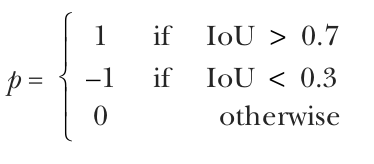 1 if IoU > 0.7
p = { −1 if IoU < 0.3
0 otherwise